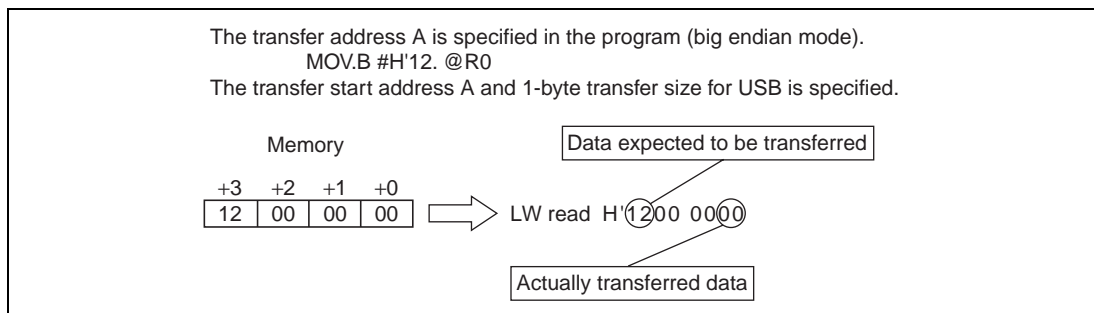 The transfer address A is specified in the program (big endian mode).
MOV.B #H'12. @R0
The transfer start address A and 1-byte transfer size for USB is specified.
Data expected to be transferred
Memory
+3 +2 +1 +0
12 00 00 00
LW read H'1200 0000
Actually transferred data